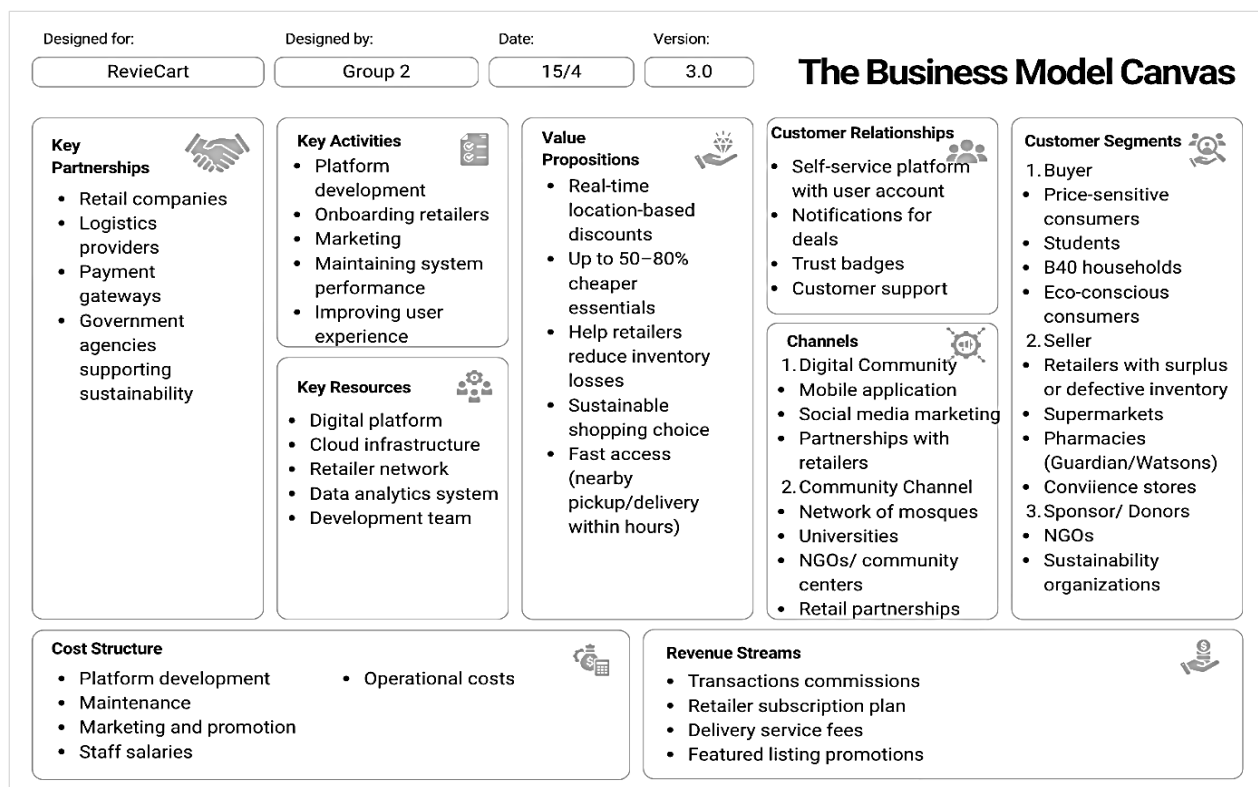 Designed for:
RevieCart
Designed by:
Group 2
Date:
15/4
Version:
3.0
The Business Model Canvas
Key
Partnerships
• Retail companies
• Logistics
providers
• Payment
gateways
• Government
agencies
supporting
sustainability
Key Activities
• Platform
development
• Onboarding retailers
• Marketing
• Maintaining system
performance
• Improving user
experience
Key Resources
• Digital platform
• Cloud infrastructure
• Retailer network
• Data analytics system
• Development team
Value
Propositions
• Real-time
location-based
discounts
• Up to 50–80%
cheaper
essentials
• Help retailers
reduce inventory
losses
• Sustainable
shopping choice
• Fast access
(nearby
pickup/delivery
within hours)
Customer Relationships
• Self-service platform
with user account
• Notifications for
deals
• Trust badges
• Customer support
Channels
1. Digital Community
• Mobile application
• Social media marketing
• Partnerships with
retailers
2. Community Channel
• Network of mosques
• Universities
• NGOs/ community
centers
• Retail partnerships
Customer Segments
1. Buyer
• Price-sensitive
consumers
• Students
• B40 households
• Eco-conscious
consumers
2. Seller
• Retailers with surplus
or defective inventory
• Supermarkets
• Pharmacies
(Guardian/Watsons)
• Conviience stores
3. Sponsor/ Donors
• NGOs
• Sustainability
organizations
Cost Structure
• Platform development
• Maintenance
• Marketing and promotion
• Staff salaries
• Operational costs
Revenue Streams
• Transactions commissions
• Retailer subscription plan
• Delivery service fees
• Featured listing promotions